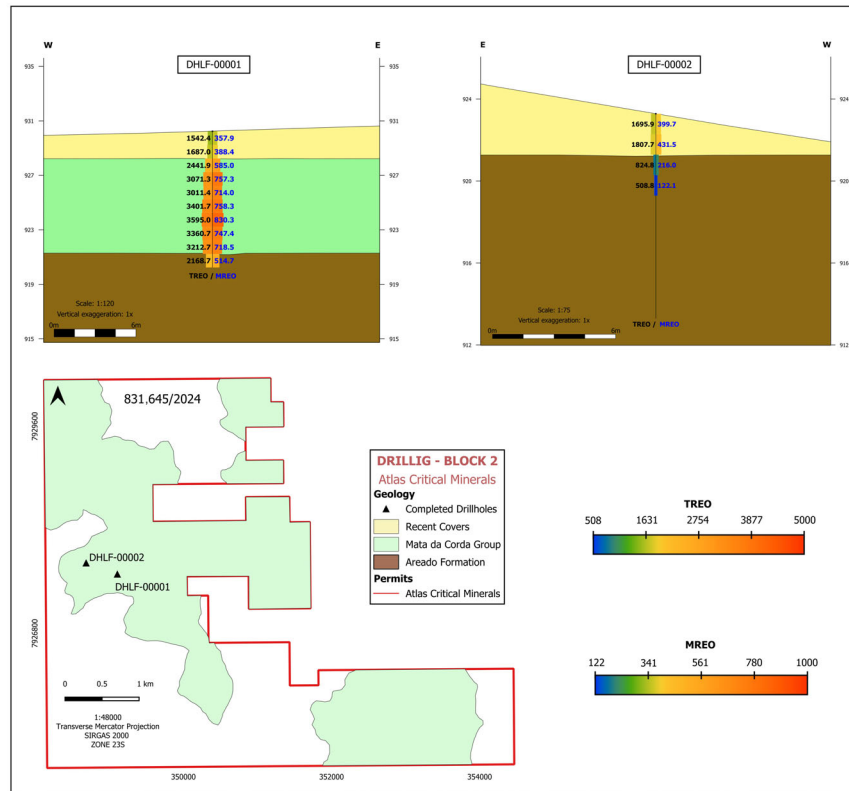 W
E
DHLF-00001
935
935
931
931
1542.4 357.9
1687.0 388.4
2441.9 585.0
927
927
3071.3 757.3
3011.4 714.0
3401.7 758.3
923
923
3595.0 830.3
3360.7 747.4
3212.7 718.5
2168.7 514.7
TREO / MREO
919
919
Scale: 1:120
Vertical exaggeration: 1x
0m
6m
915
915
E
W
DHLF-00002
924
924
1695.9 399.7
1807.7 431.5
824.8 216.0
920
920
508.8 122.1
916
916
TREO / MREO
Scale: 1:75
Vertical exaggeration: 1x
0m
6m
912
912
831,645/2024
7929600
7926800
DHLF-00002
DHLF-00001
0 0.5 1 km
1:48000
Transverse Mercator Projection
SIRGAS 2000
ZONE 23S
350000
352000
354000
DRILLIG - BLOCK 2
Atlas Critical Minerals
Geology
Completed Drillholes
Recent Covers
Mata da Corda Group
Areado Formation
Permits
Atlas Critical Minerals
TREO
508 1631 2754 3877 5000
MREO
122 341 561 780 1000